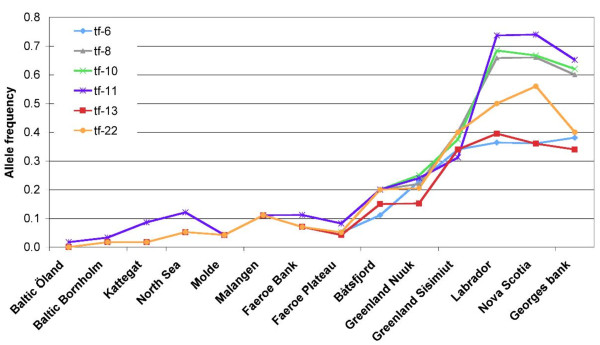 0.8
0.7
0.6
0.5
0.4
0.3
0.2
0.1
0.0
Allele frequency
tf-6
tf-8
tf-10
tf-11
tf-13
tf-22
Baltic Öland
Baltic Bornholm
Kattegat
North Sea
Molde
Malangen
Faeroe Bank
Faeroe Plateau
Båtsfjord
Greenland Nuuk
Greenland Sisimiut
Labrador
Nova Scotia
Georges bank